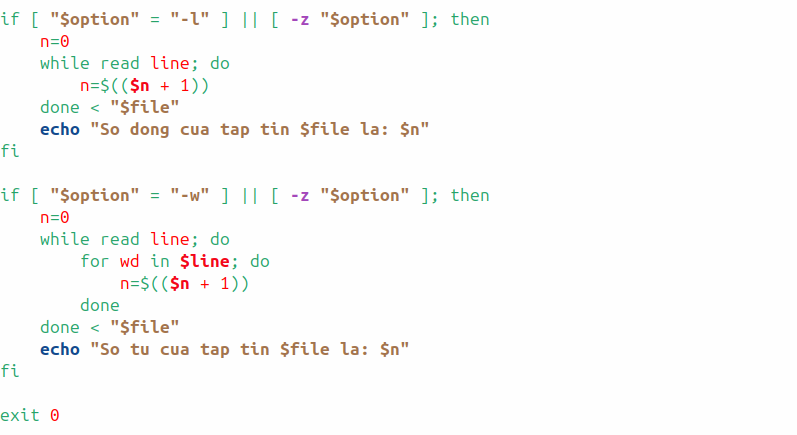 if [ "$option" = "-l" ] || [ -z "$option" ]; then
    n=0
    while read line; do
        n=$(($n + 1))
    done < "$file"
    echo "So dong cua tap tin $file la: $n"
fi

if [ "$option" = "-w" ] || [ -z "$option" ]; then
    n=0
    while read line; do
        for wd in $line; do
            n=$(($n + 1))
        done
    done < "$file"
    echo "So tu cua tap tin $file la: $n"
fi

exit 0